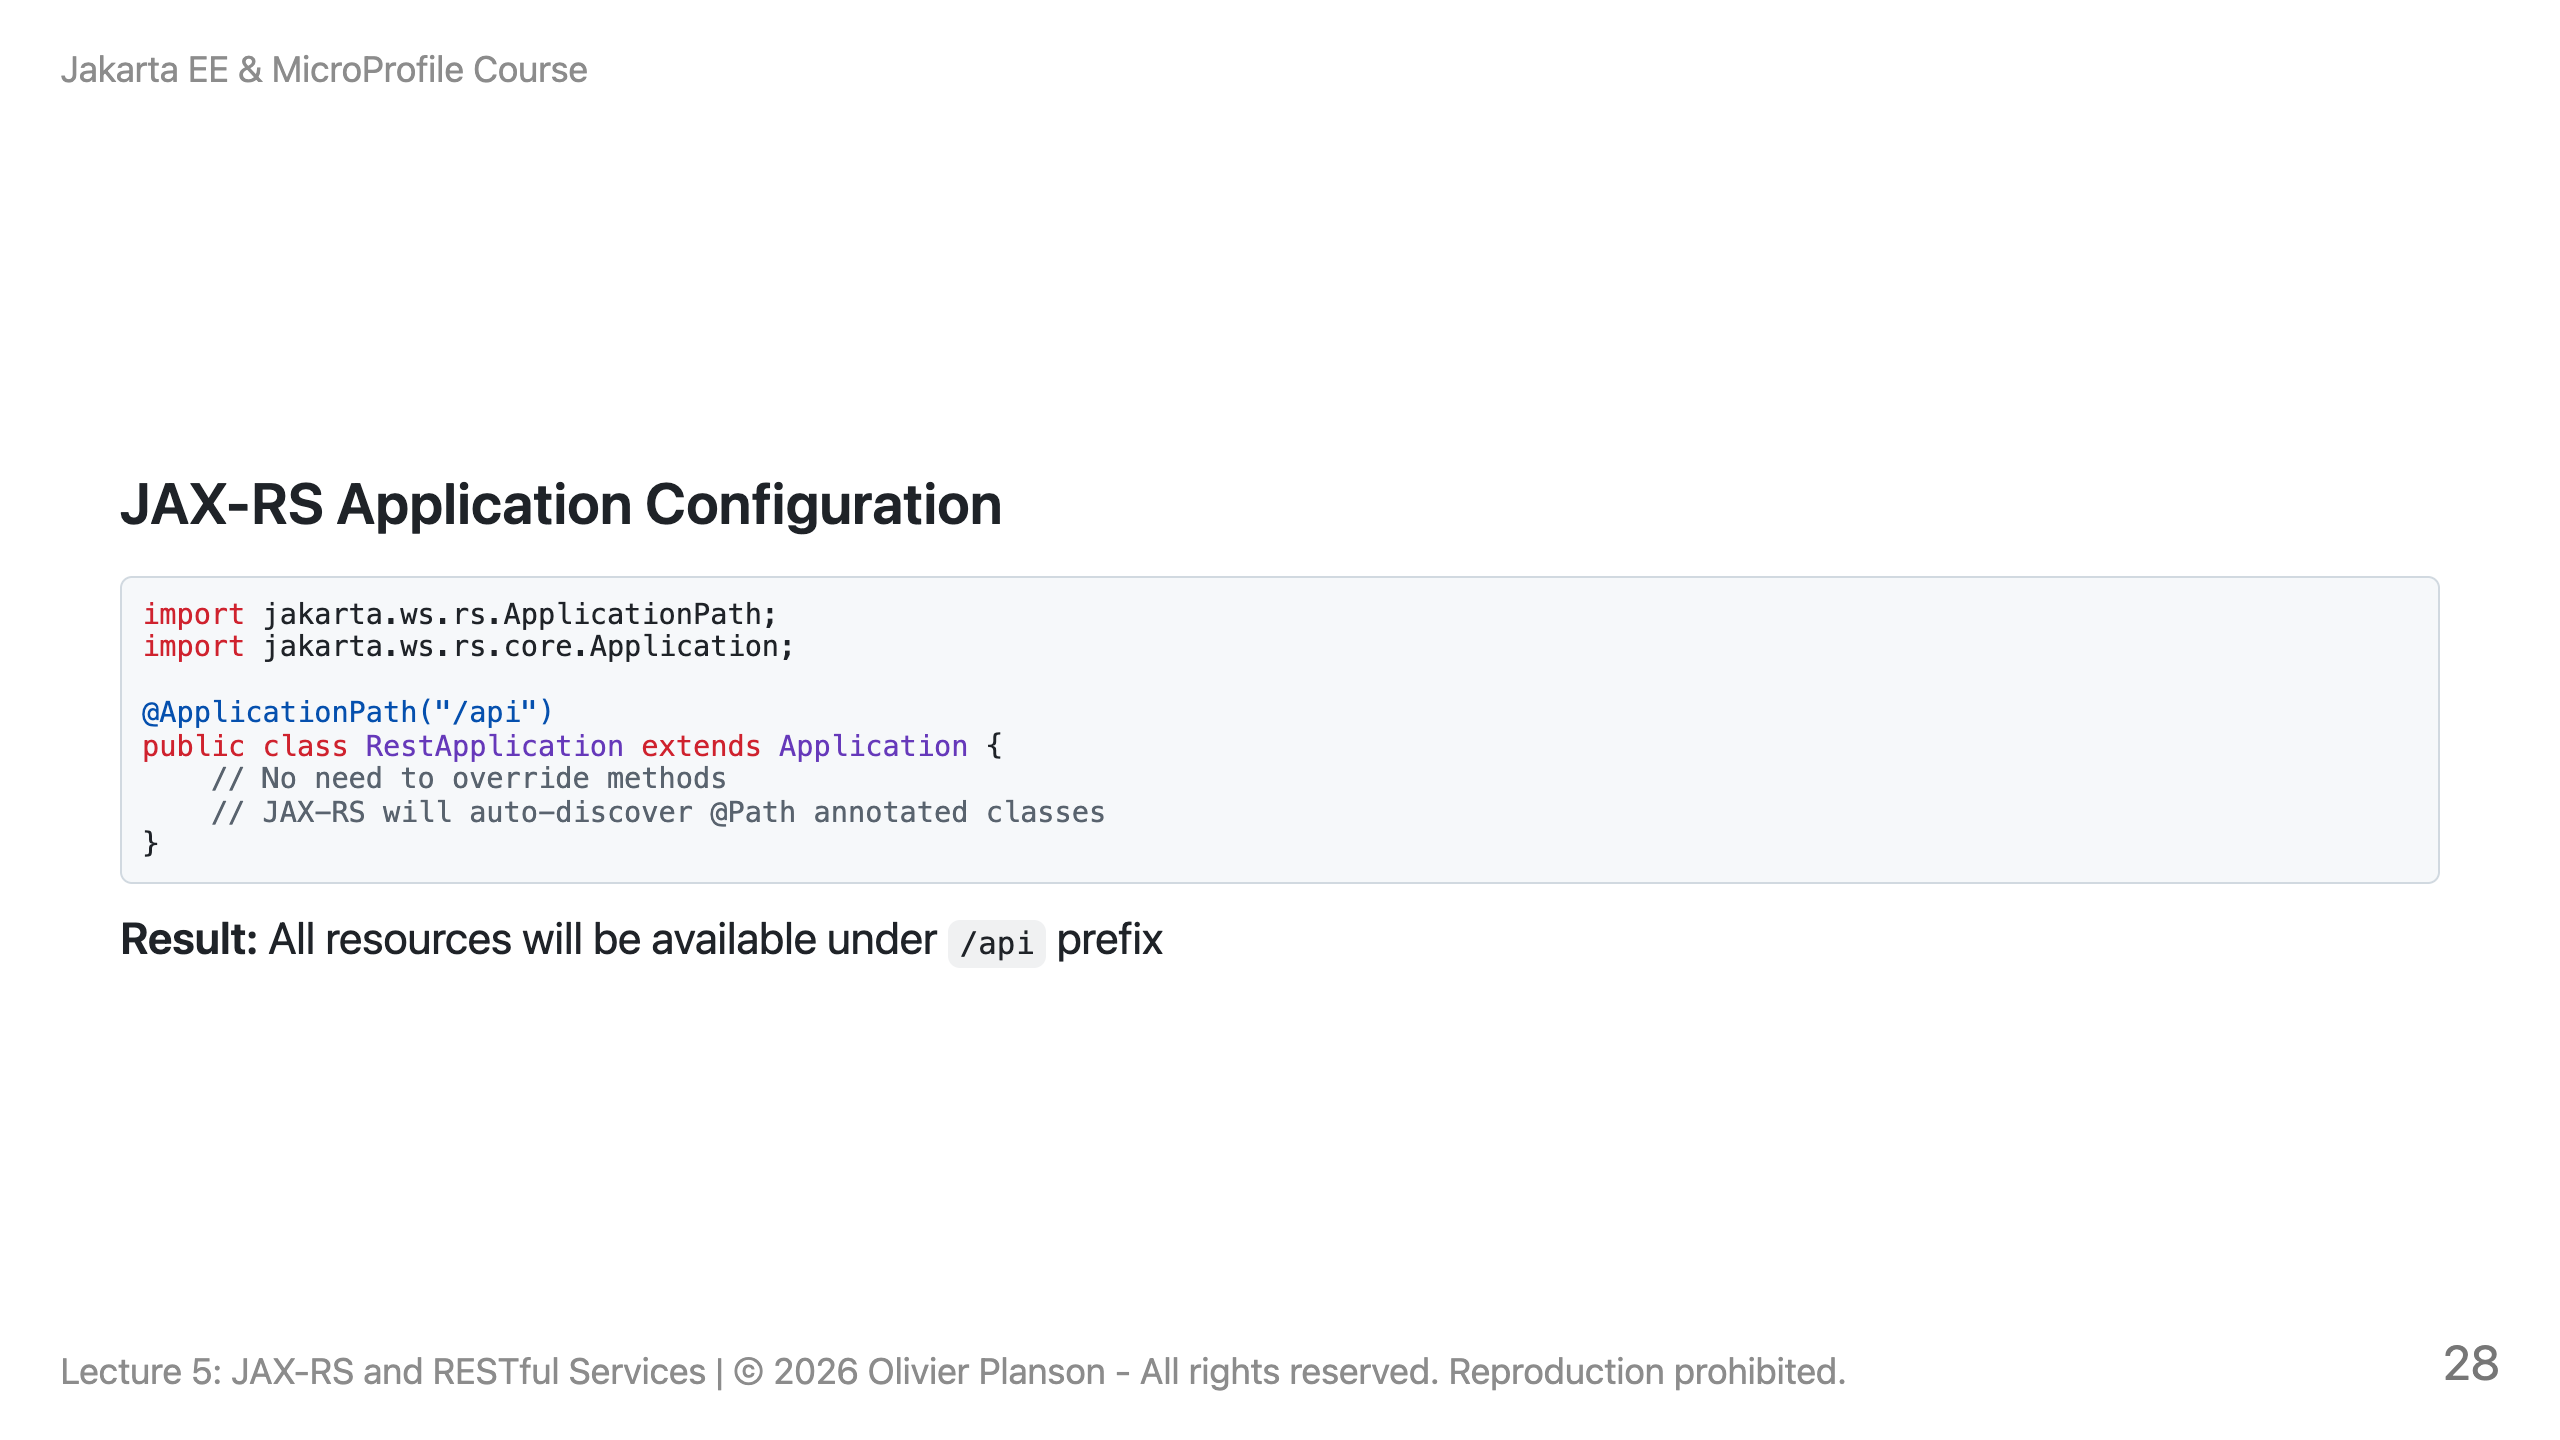 Jakarta EE & MicroProfile Course
JAX-RS Application Configuration
import jakarta.ws.rs.ApplicationPath;
import jakarta.ws.rs.core.Application;
@ApplicationPath("/api")
public class RestApplication extends Application {
    // No need to override methods
    // JAX-RS will auto-discover @Path annotated classes
}
Result: All resources will be available under /api prefix
Lecture 5: JAX-RS and RESTful Services | © 2026 Olivier Planson - All rights reserved. Reproduction prohibited.
28